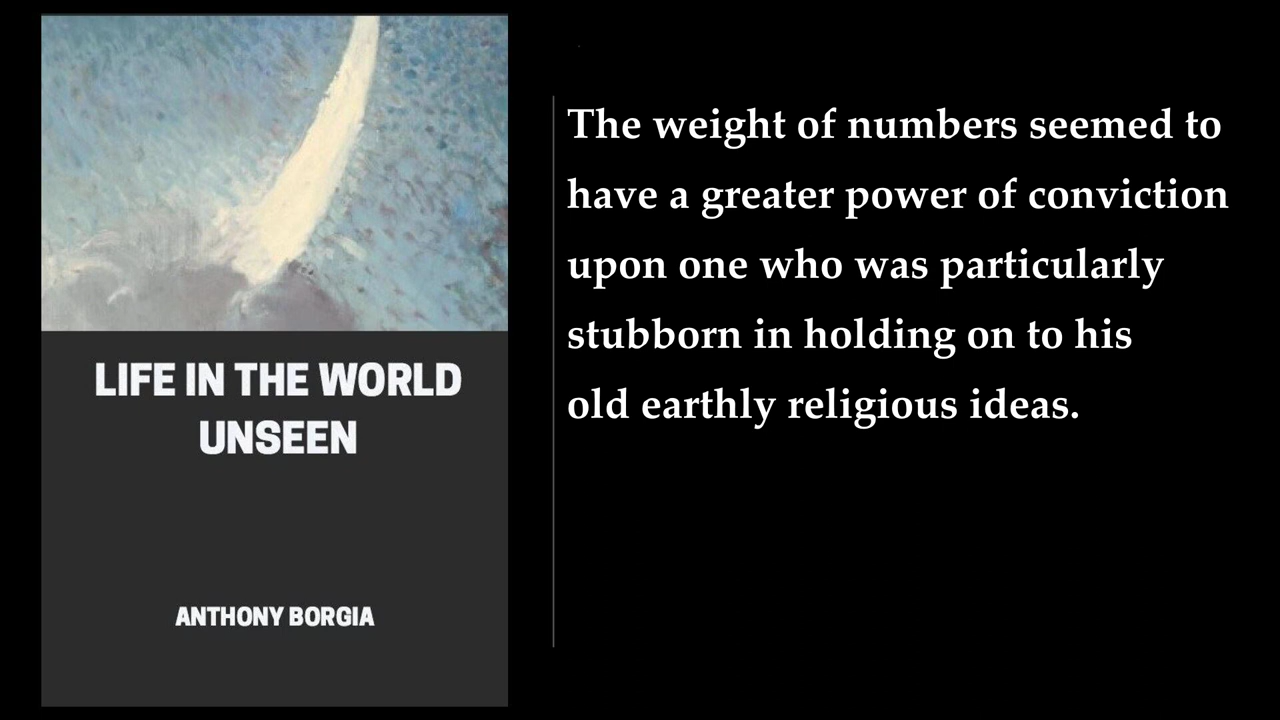 LIFE IN THE WORLD
UNSEEN
ANTHONY BORGIA
The weight of numbers seemed to
have a greater power of conviction
upon one who was particularly
stubborn in holding on to his
old earthly religious ideas.